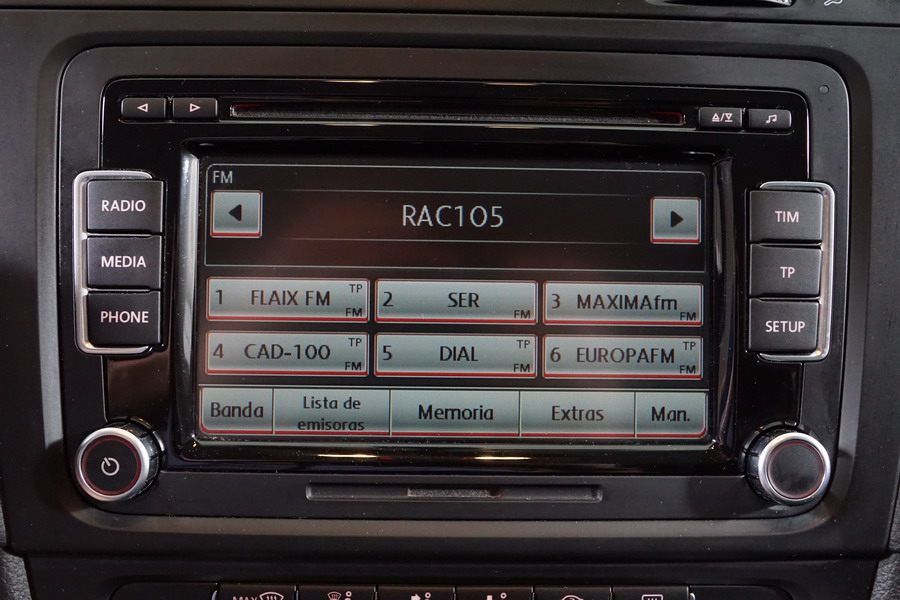 FM
RAC105
RADIO
MEDIA
PHONE
TIM
TP
SETUP
1 FLAIX FM TP FM
2 SER FM
3 MAXIMAfm FM
4 CAD-100 TP FM
5 DIAL TP FM
6 EUROPAFM TP FM
Banda
Lista de
emisoras
Memoria
Extras
Man.
MAX